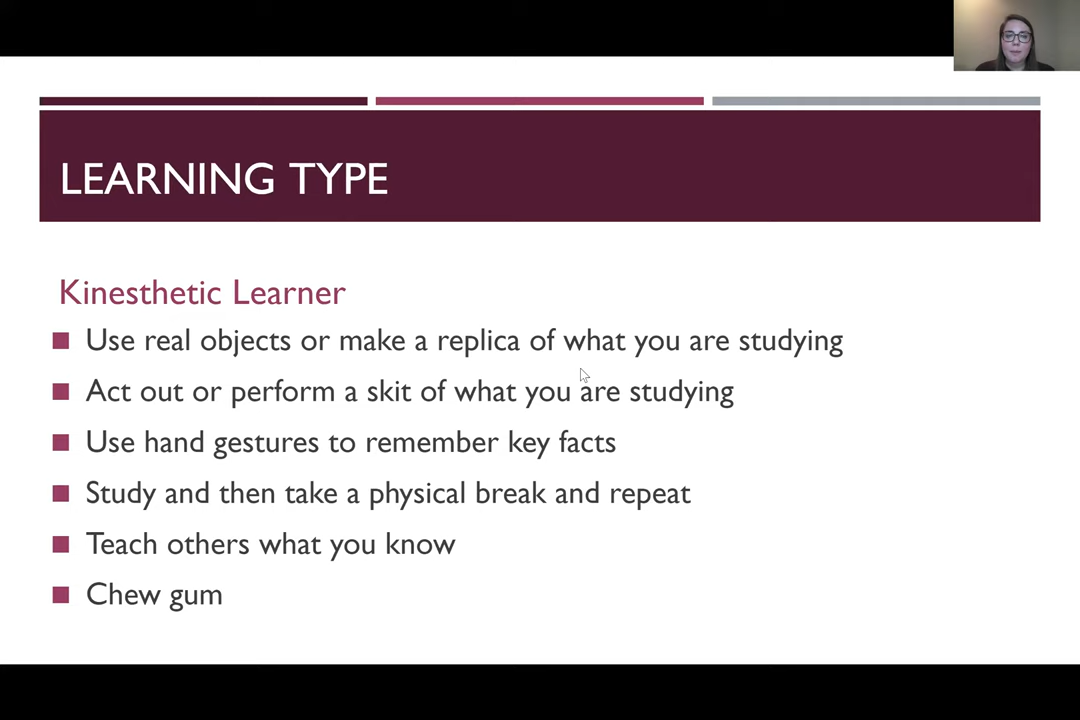 LEARNING TYPE
Kinesthetic Learner
Use real objects or make a replica of what you are studying
Act out or perform a skit of what you are studying
Use hand gestures to remember key facts
Study and then take a physical break and repeat
Teach others what you know
Chew gum